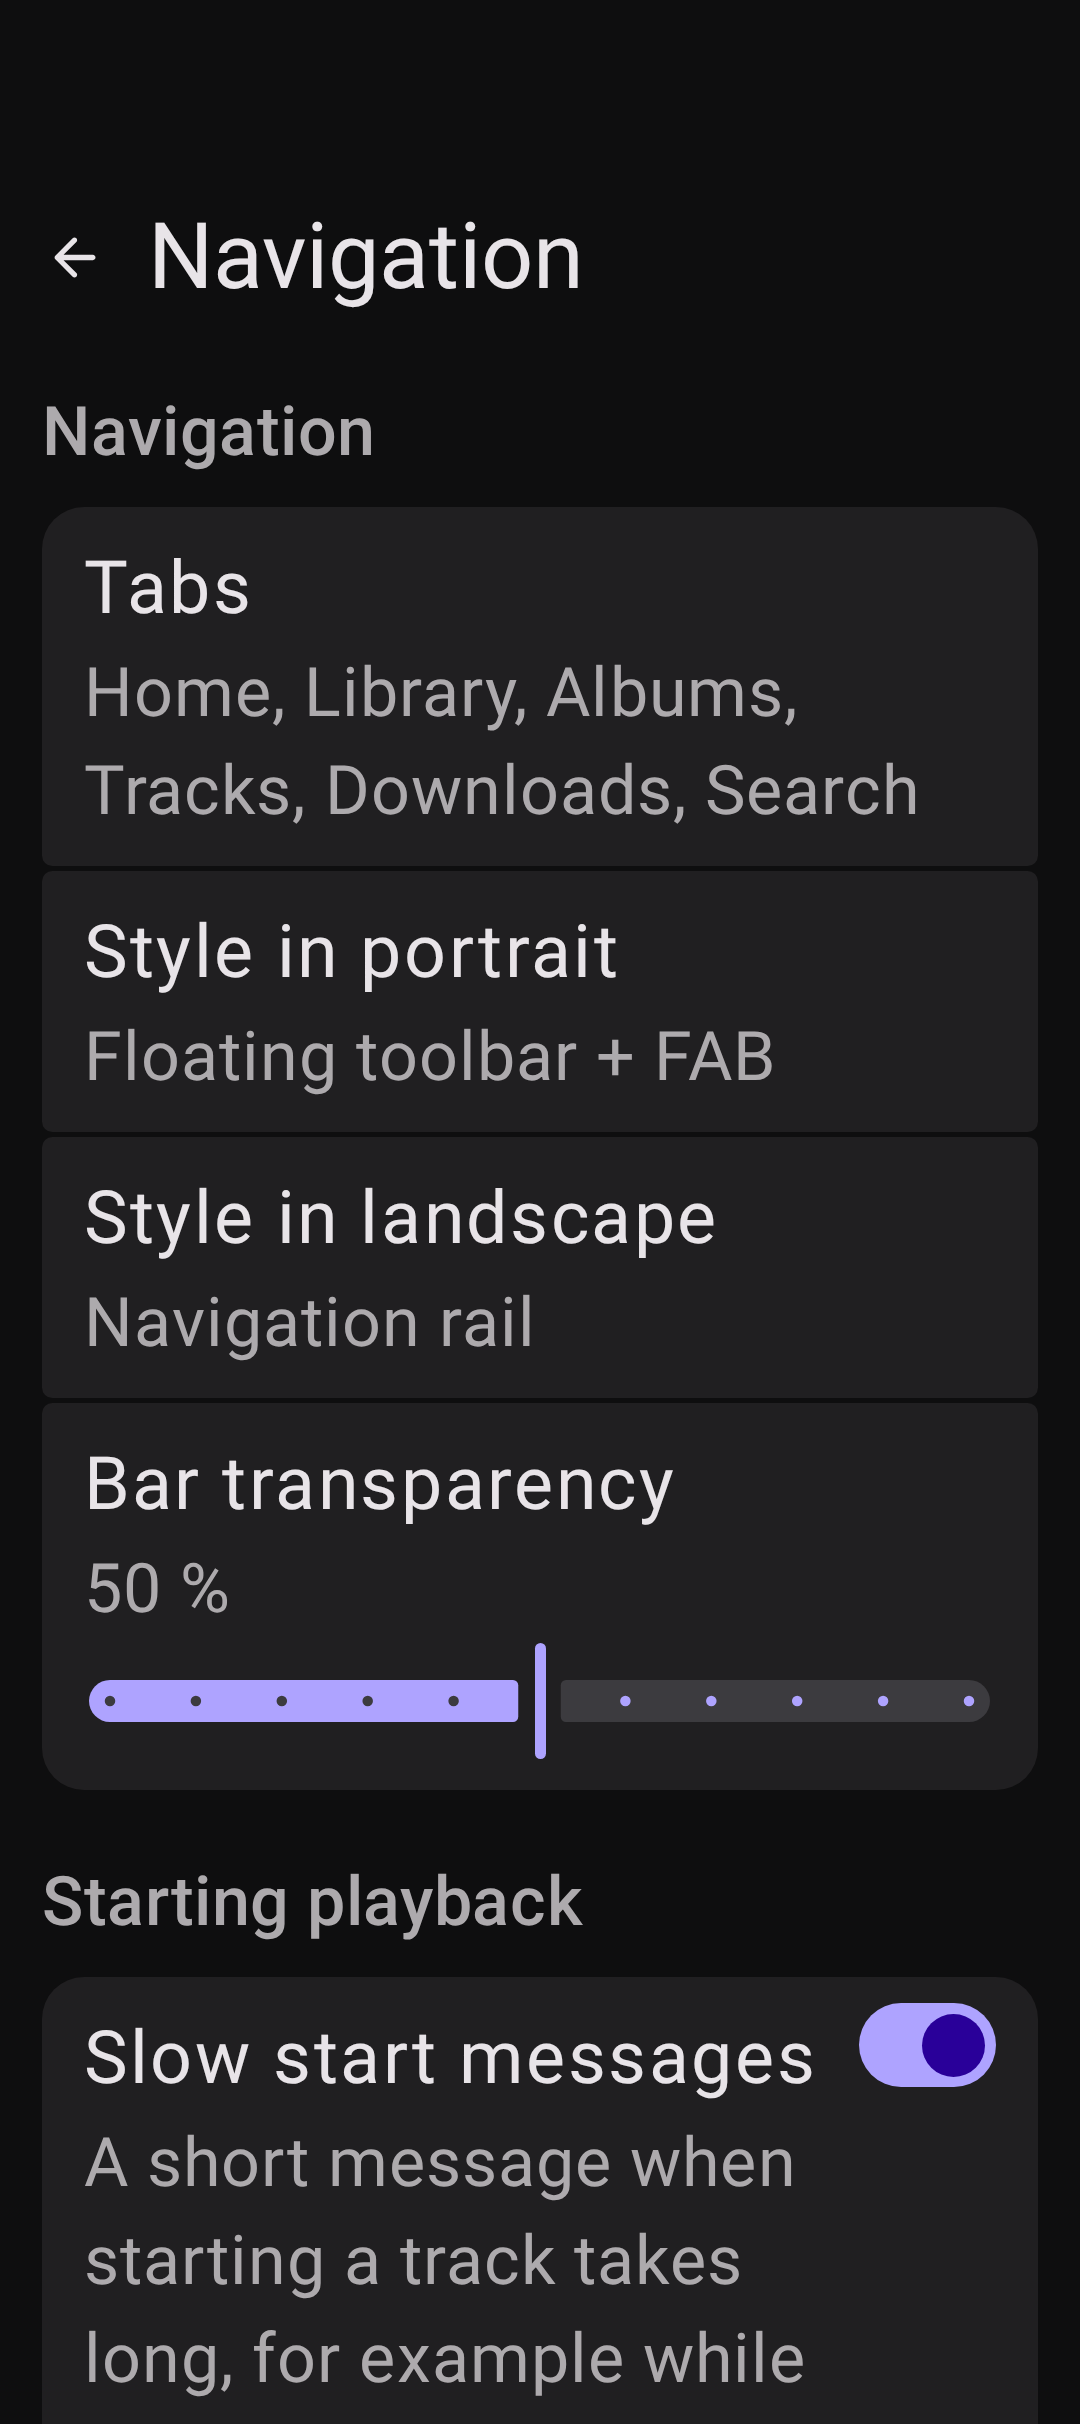 Navigation
Navigation
Tabs
Home, Library, Albums,
Tracks, Downloads, Search
Style in portrait
Floating toolbar + FAB
Style in landscape
Navigation rail
Bar transparency
50 %
Starting playback
Slow start messages
A short message when
starting a track takes
long, for example while